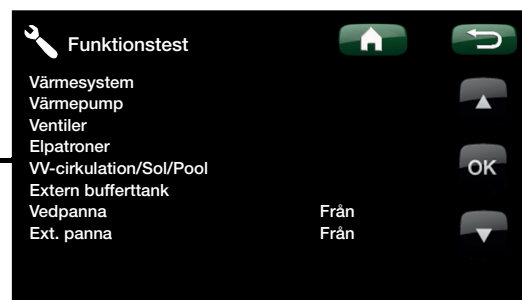 Funktionstest
Värmesystem
Värmepump
Ventiler
Elpatroner
VV-cirkulation/Sol/Pool
Extern bufferttank
Vedpanna Från
Ext. panna Från
OK